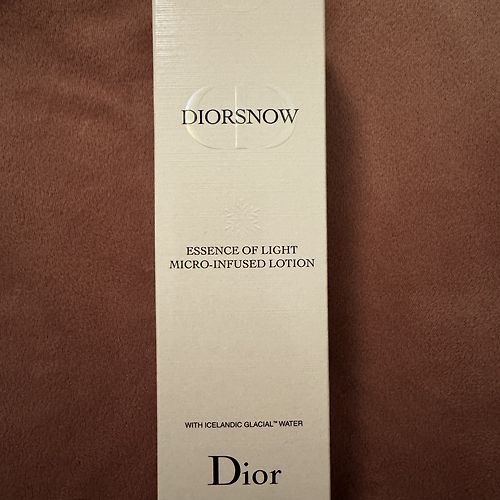 DIORSNOW
ESSENCE OF LIGHT
MICRO-INFUSED LOTION
WITH ICELANDIC GLACIAL™ WATER
Dior